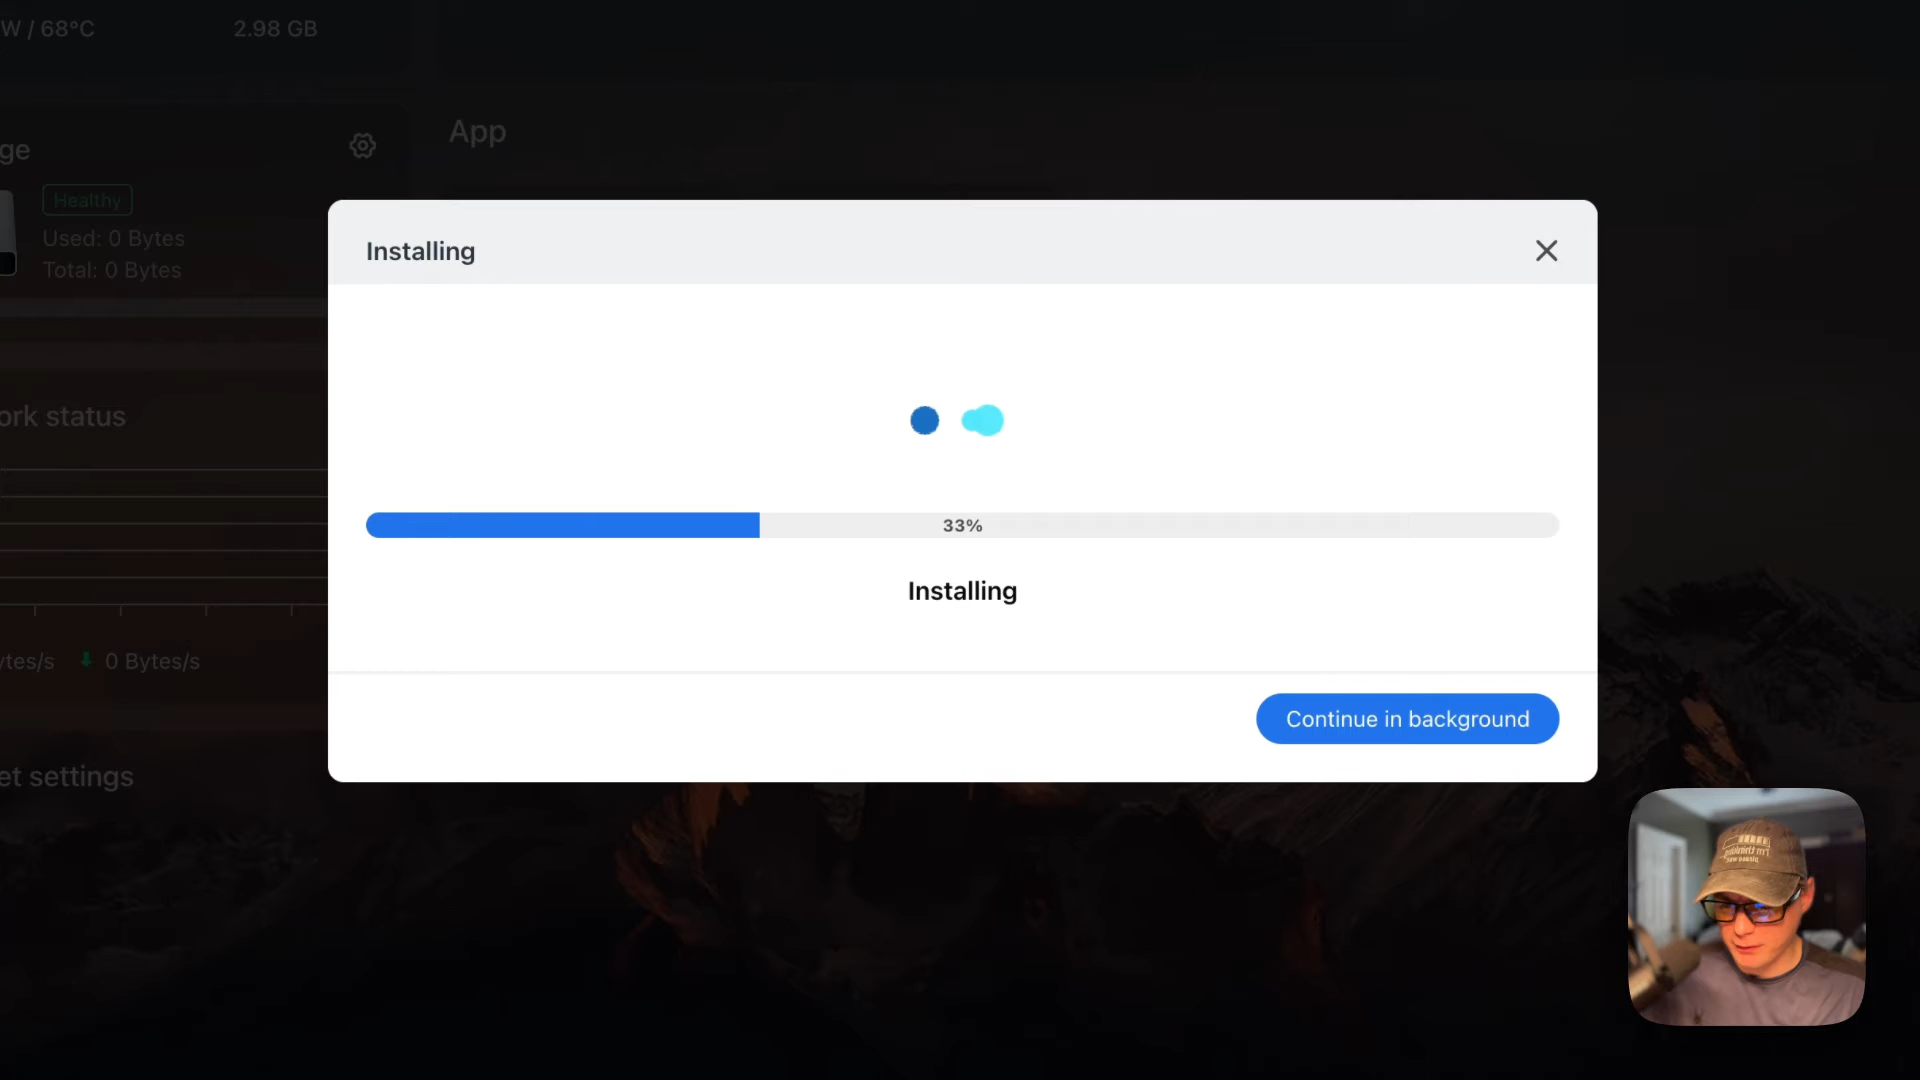 W / 68°C
2.98 GB
ge
App
Healthy
Used: 0 Bytes
Total: 0 Bytes
Installing
33%
Installing
ork status
ytes/s
0 Bytes/s
Continue in background
et settings